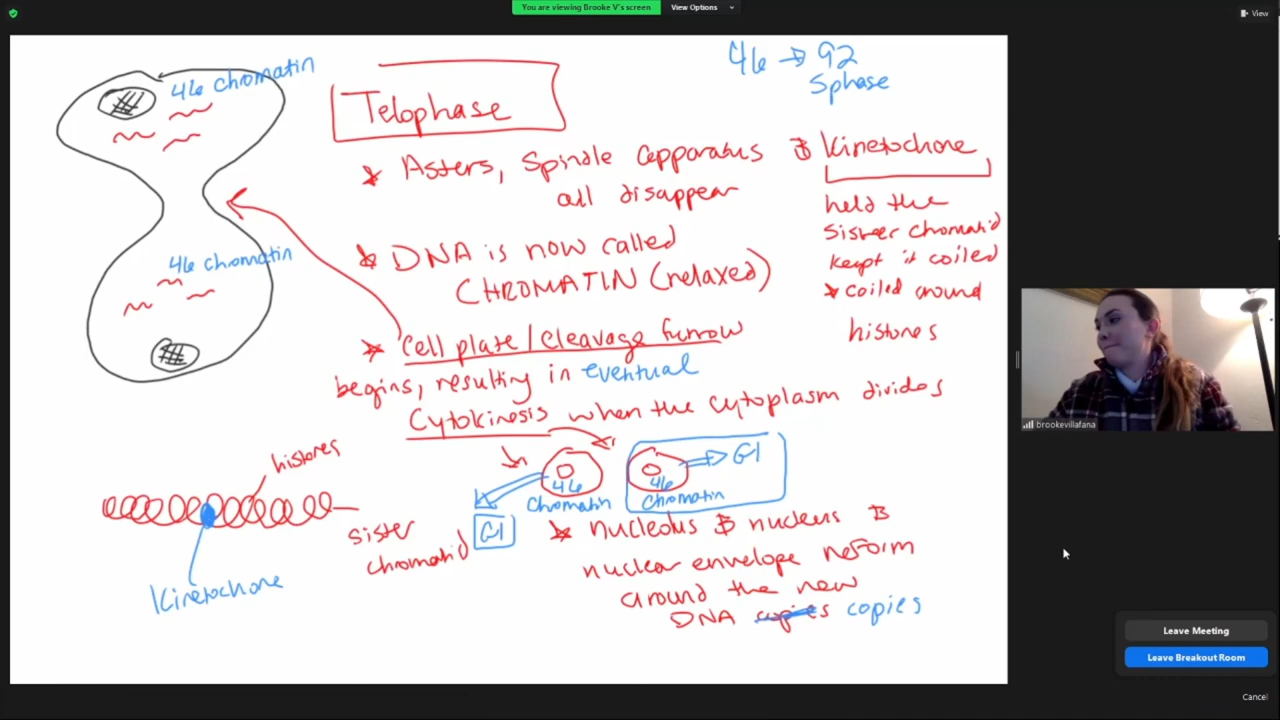 You are viewing Brooke V's screen
View Options
View
46 → 92
S phase
46 chromatin
Telophase
* Asters, Spindle apparatus & Kinetochore
all disappear
held the
sister chromatid
kept it coiled
* coiled around
histones
* DNA is now called
CHROMATIN (relaxed)
46 chromatin
* Cell plate/cleavage furrow
begins, resulting in eventual
Cytokinesis when the cytoplasm divides
46
chromatin
G1
46
chromatin
G1
histones
sister
chromatid
Kinetochore
* nucleolus & nucleus &
nuclear envelope reform
around the new
DNA copies copies
brookevillafana
Leave Meeting
Leave Breakout Room
Cancel